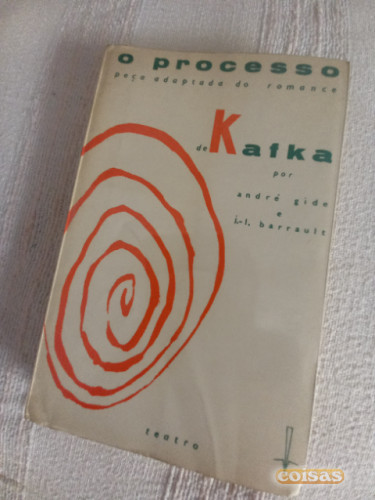 o processo
peça adaptada do romance
de Kafka
por
andré gide
e
j.-l. barrault
teatro
coisas